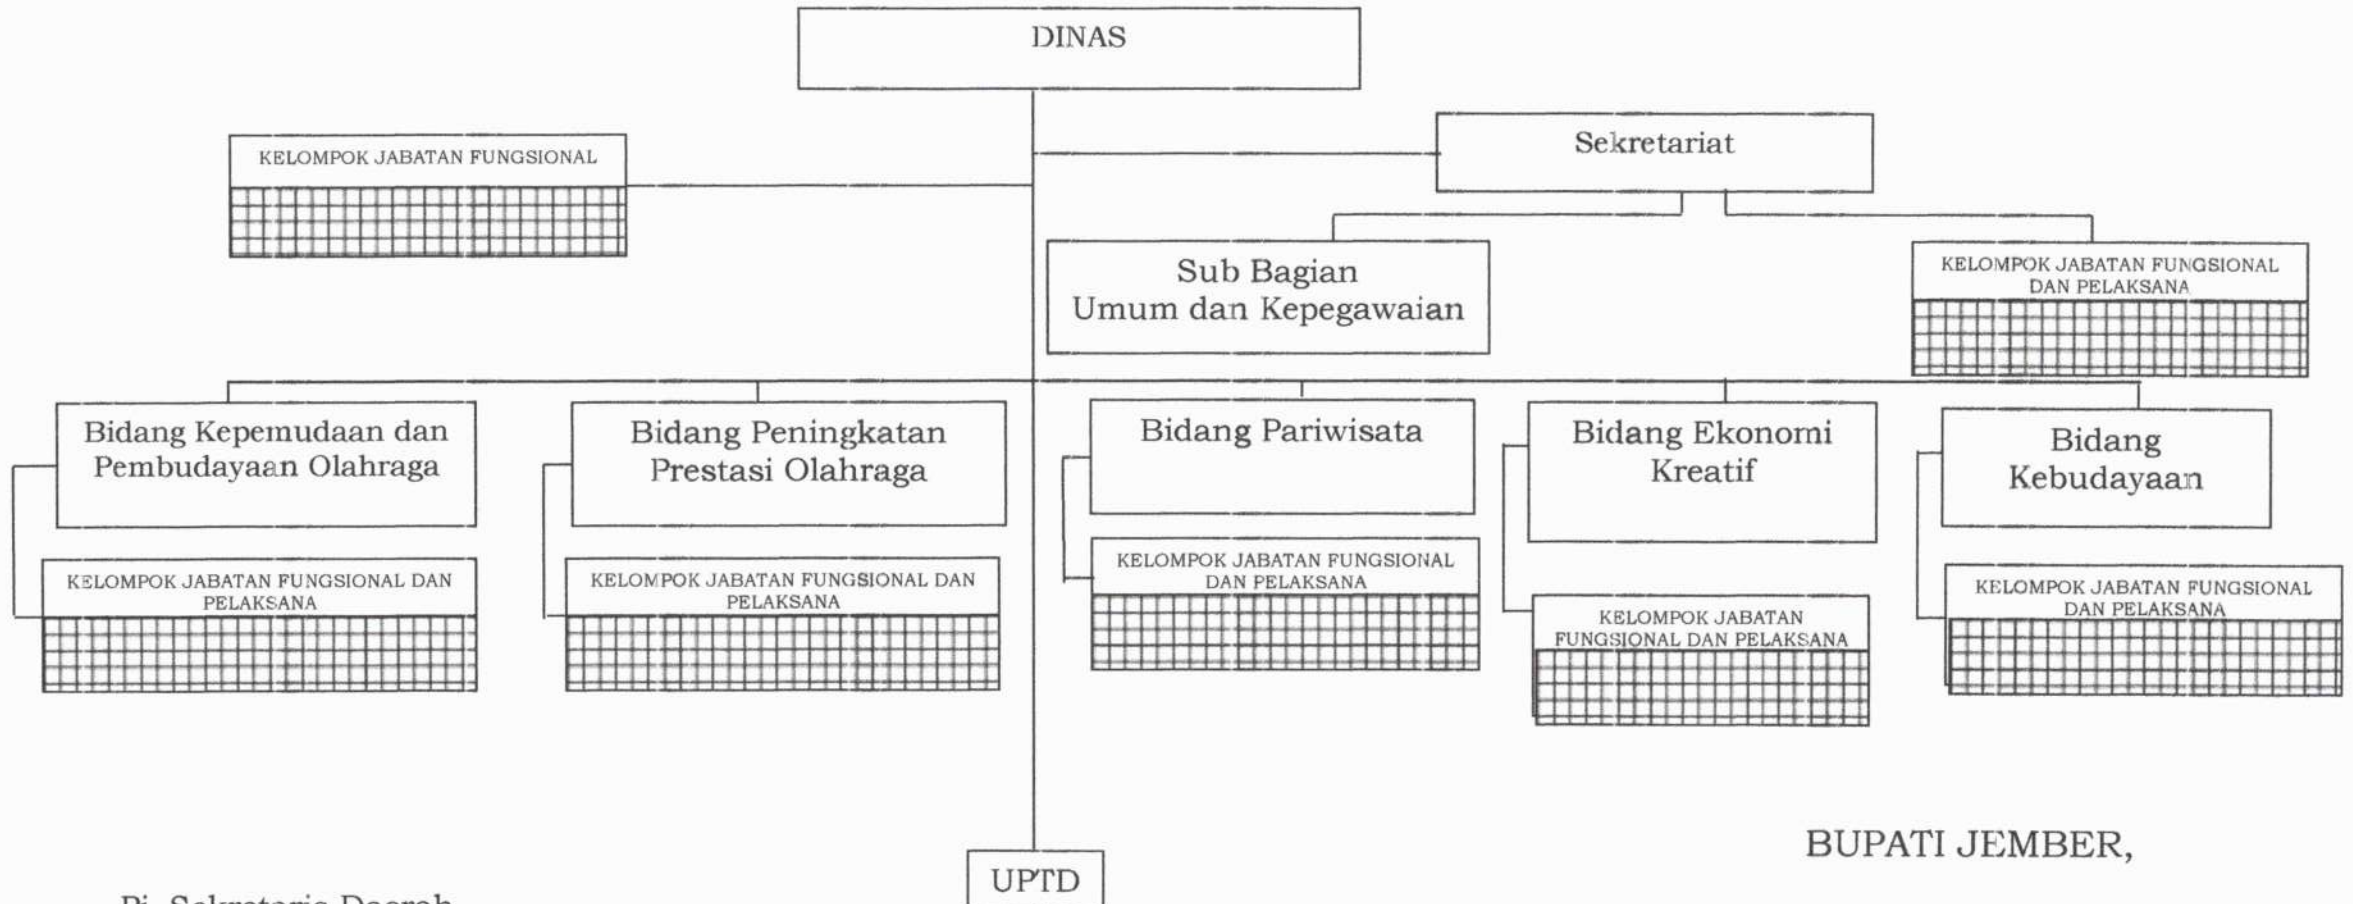 DINAS
KELOMPOK JABATAN FUNGSIONAL
Sekretariat
Sub Bagian
Umum dan Kepegawaian
KELOMPOK JABATAN FUNGSIONAL
DAN PELAKSANA
Bidang Kepemudaan dan
Pembudayaan Olahraga
Bidang Peningkatan
Prestasi Olahraga
Bidang Pariwisata
Bidang Ekonomi
Kreatif
Bidang
Kebudayaan
KELOMPOK JABATAN FUNGSIONAL DAN
PELAKSANA
KELOMPOK JABATAN FUNGSIONAL DAN
PELAKSANA
KELOMPOK JABATAN FUNGSIONAL
DAN PELAKSANA
KELOMPOK JABATAN
FUNGSIONAL DAN PELAKSANA
KELOMPOK JABATAN FUNGSIONAL
DAN PELAKSANA
BUPATI JEMBER,
UPTD
Pj. Sekretaris Daerah